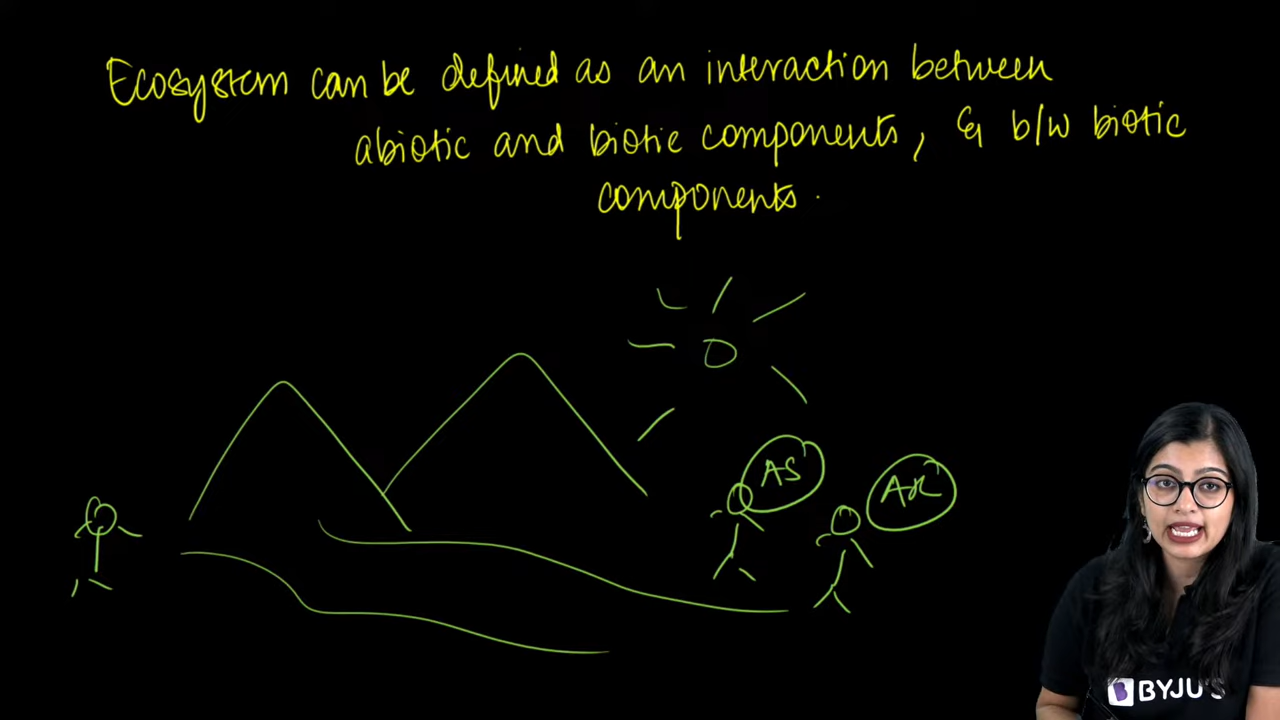 Ecosystem can be defined as an interaction between
abiotic and biotic components, & b/w biotic
components.
AS
BYJU'S